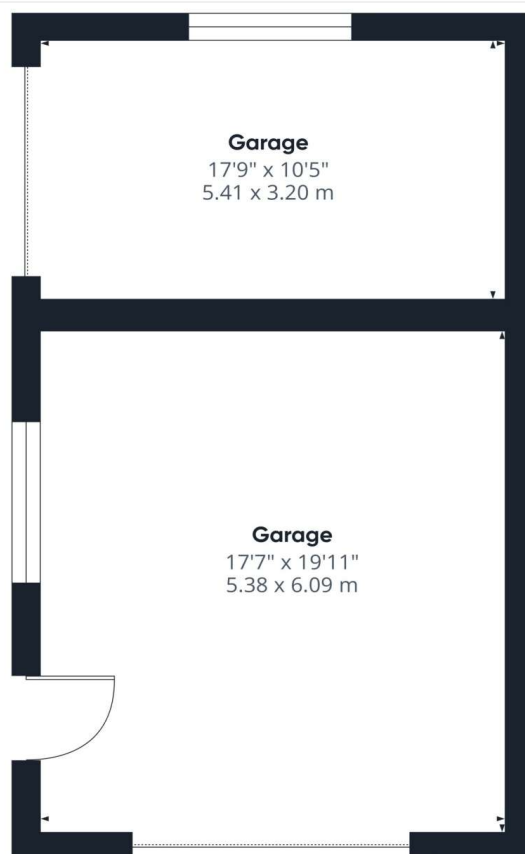 Garage
17'9" x 10'5"
5.41 x 3.20 m
Garage
17'7" x 19'11"
5.38 x 6.09 m